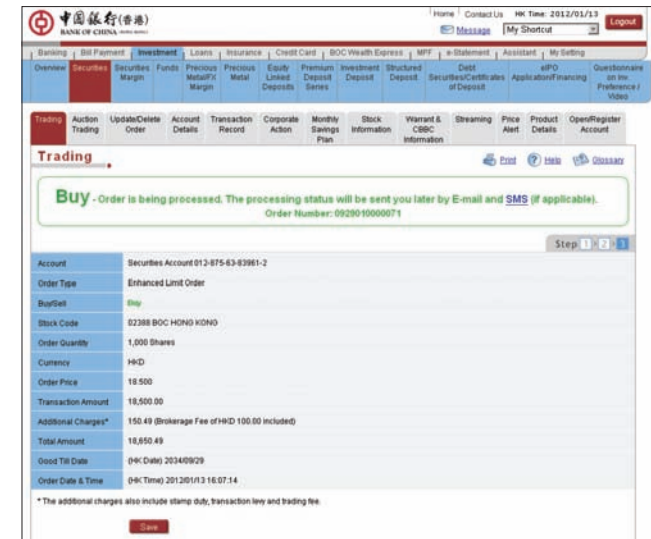 Home Contact Us HK Time: 2012/01/13
中国銀行(香港)
BANK OF CHINA (HONG KONG)
Message My Shortcut Logout
Banking Bill Payment Investment Loans Insurance Credit Card BOC Wealth Express MPF e-Statement Assistant My Setting
Overview Securities Securities Margin Funds Precious Metal/FX Margin Precious Metal Equity Linked Deposits Premium Deposit Series Investment Deposit Structured Deposit Debt Securities/Certificates of Deposit eIPO Application/Financing Questionnaire on Inv. Preference / Video
Trading Auction Trading Update/Delete Order Account Details Transaction Record Corporate Action Monthly Savings Plan Stock Information Warrant & CBBC Information Streaming Price Alert Product Details Open/Register Account
Trading Print Help Glossary
Buy - Order is being processed. The processing status will be sent you later by E-mail and SMS (if applicable).
Order Number: 0929010000071
Step 1 2 3
Account Securities Account 012-875-63-83961-2
Order Type Enhanced Limit Order
Buy/Sell Buy
Stock Code 02388 BOC HONG KONG
Order Quantity 1,000 Shares
Currency HKD
Order Price 18.500
Transaction Amount 18,500.00
Additional Charges* 150.49 (Brokerage Fee of HKD 100.00 included)
Total Amount 18,650.49
Good Till Date (HK Date) 2034/09/29
Order Date & Time (HK Time) 2012/01/13 16:07:14
* The additional charges also include stamp duty, transaction levy and trading fee.
Save